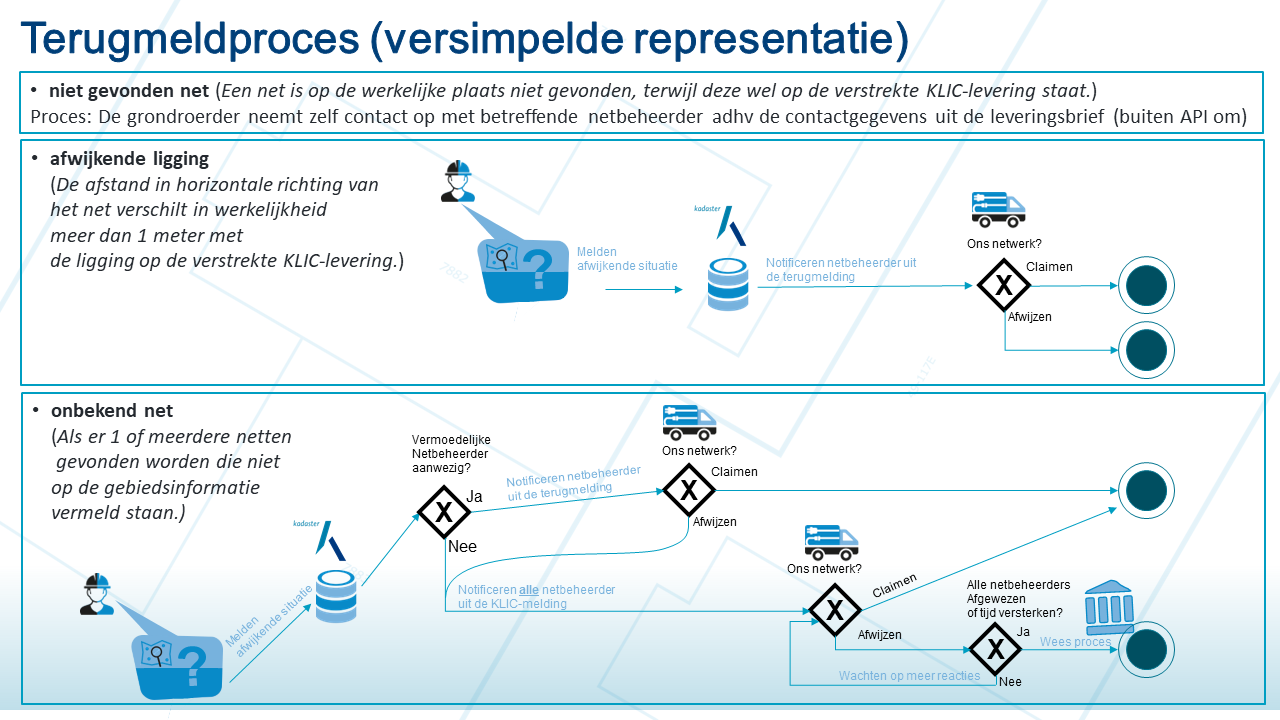 Terugmeldproces (versimpelde representatie)
• niet gevonden net (Een net is op de werkelijke plaats niet gevonden, terwijl deze wel op de verstrekte KLIC-levering staat.)
Proces: De grondroerder neemt zelf contact op met betreffende netbeheerder adhv de contactgegevens uit de leveringsbrief (buiten API om)
• afwijkende ligging
(De afstand in horizontale richting van
het net verschilt in werkelijkheid
meer dan 1 meter met
de ligging op de verstrekte KLIC-levering.)
?
Melden
afwijkende situatie
kadaster
Notificeren netbeheerder uit
de terugmelding
Ons netwerk?
X
Claimen
Afwijzen
• onbekend net
(Als er 1 of meerdere netten
gevonden worden die niet
op de gebiedsinformatie
vermeld staan.)
?
Melden
afwijkende situatie
kadaster
Vermoedelijke
Netbeheerder
aanwezig?
X
Ja
Nee
Notificeren netbeheerder
uit de terugmelding
Ons netwerk?
X
Claimen
Afwijzen
Notificeren alle netbeheerder
uit de KLIC-melding
Ons netwerk?
X
Claimen
Afwijzen
Alle netbeheerders
Afgewezen
of tijd versterken?
X
Ja
Nee
Wees proces
Wachten op meer reacties